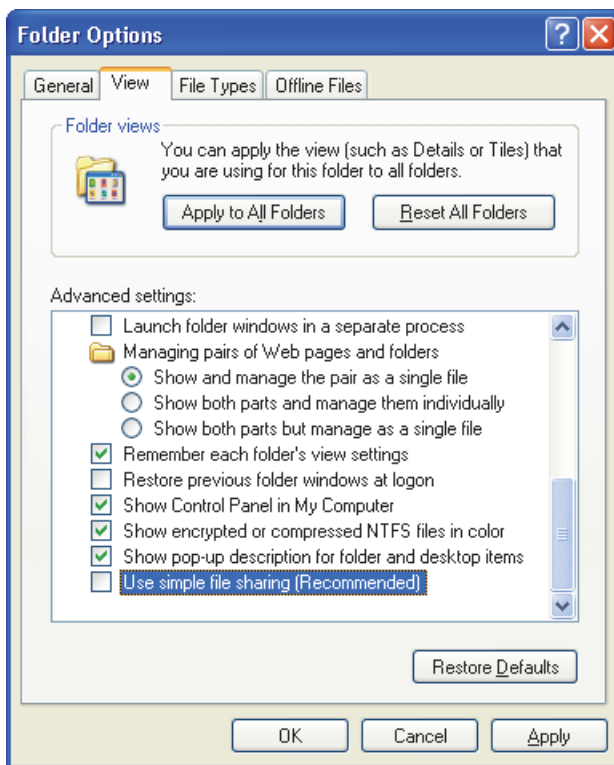 Folder Options
General
View
File Types
Offline Files
Folder views
You can apply the view (such as Details or Tiles) that
you are using for this folder to all folders.
Apply to All Folders
Reset All Folders
Advanced settings:
Launch folder windows in a separate process
Managing pairs of Web pages and folders
Show and manage the pair as a single file
Show both parts and manage them individually
Show both parts but manage as a single file
Remember each folder's view settings
Restore previous folder windows at logon
Show Control Panel in My Computer
Show encrypted or compressed NTFS files in color
Show pop-up description for folder and desktop items
Use simple file sharing (Recommended)
Restore Defaults
OK
Cancel
Apply